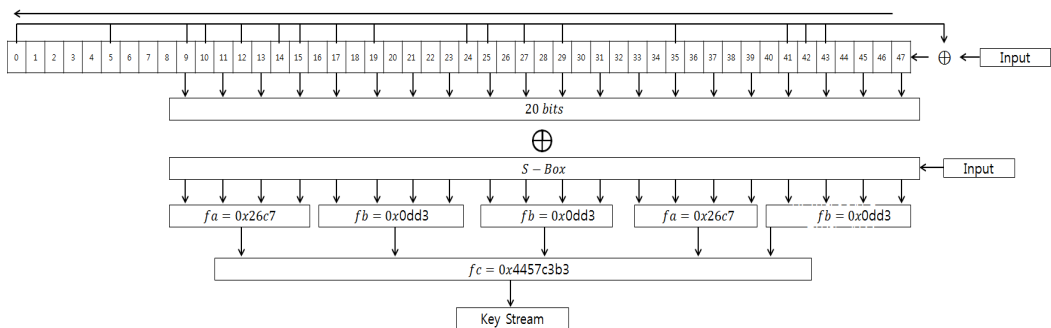 0 1 2 3 4 5 6 7 8 9 10 11 12 13 14 15 16 17 18 19 20 21 22 23 24 25 26 27 28 29 30 31 32 33 34 35 36 37 38 39 40 41 42 43 44 45 46 47 ⊕ Input
20 bits
⊕
S − Box Input
fa = 0x26c7 fb = 0x0dd3 fb = 0x0dd3 fa = 0x26c7 fb = 0x0dd3
fc = 0x4457c3b3
Key Stream